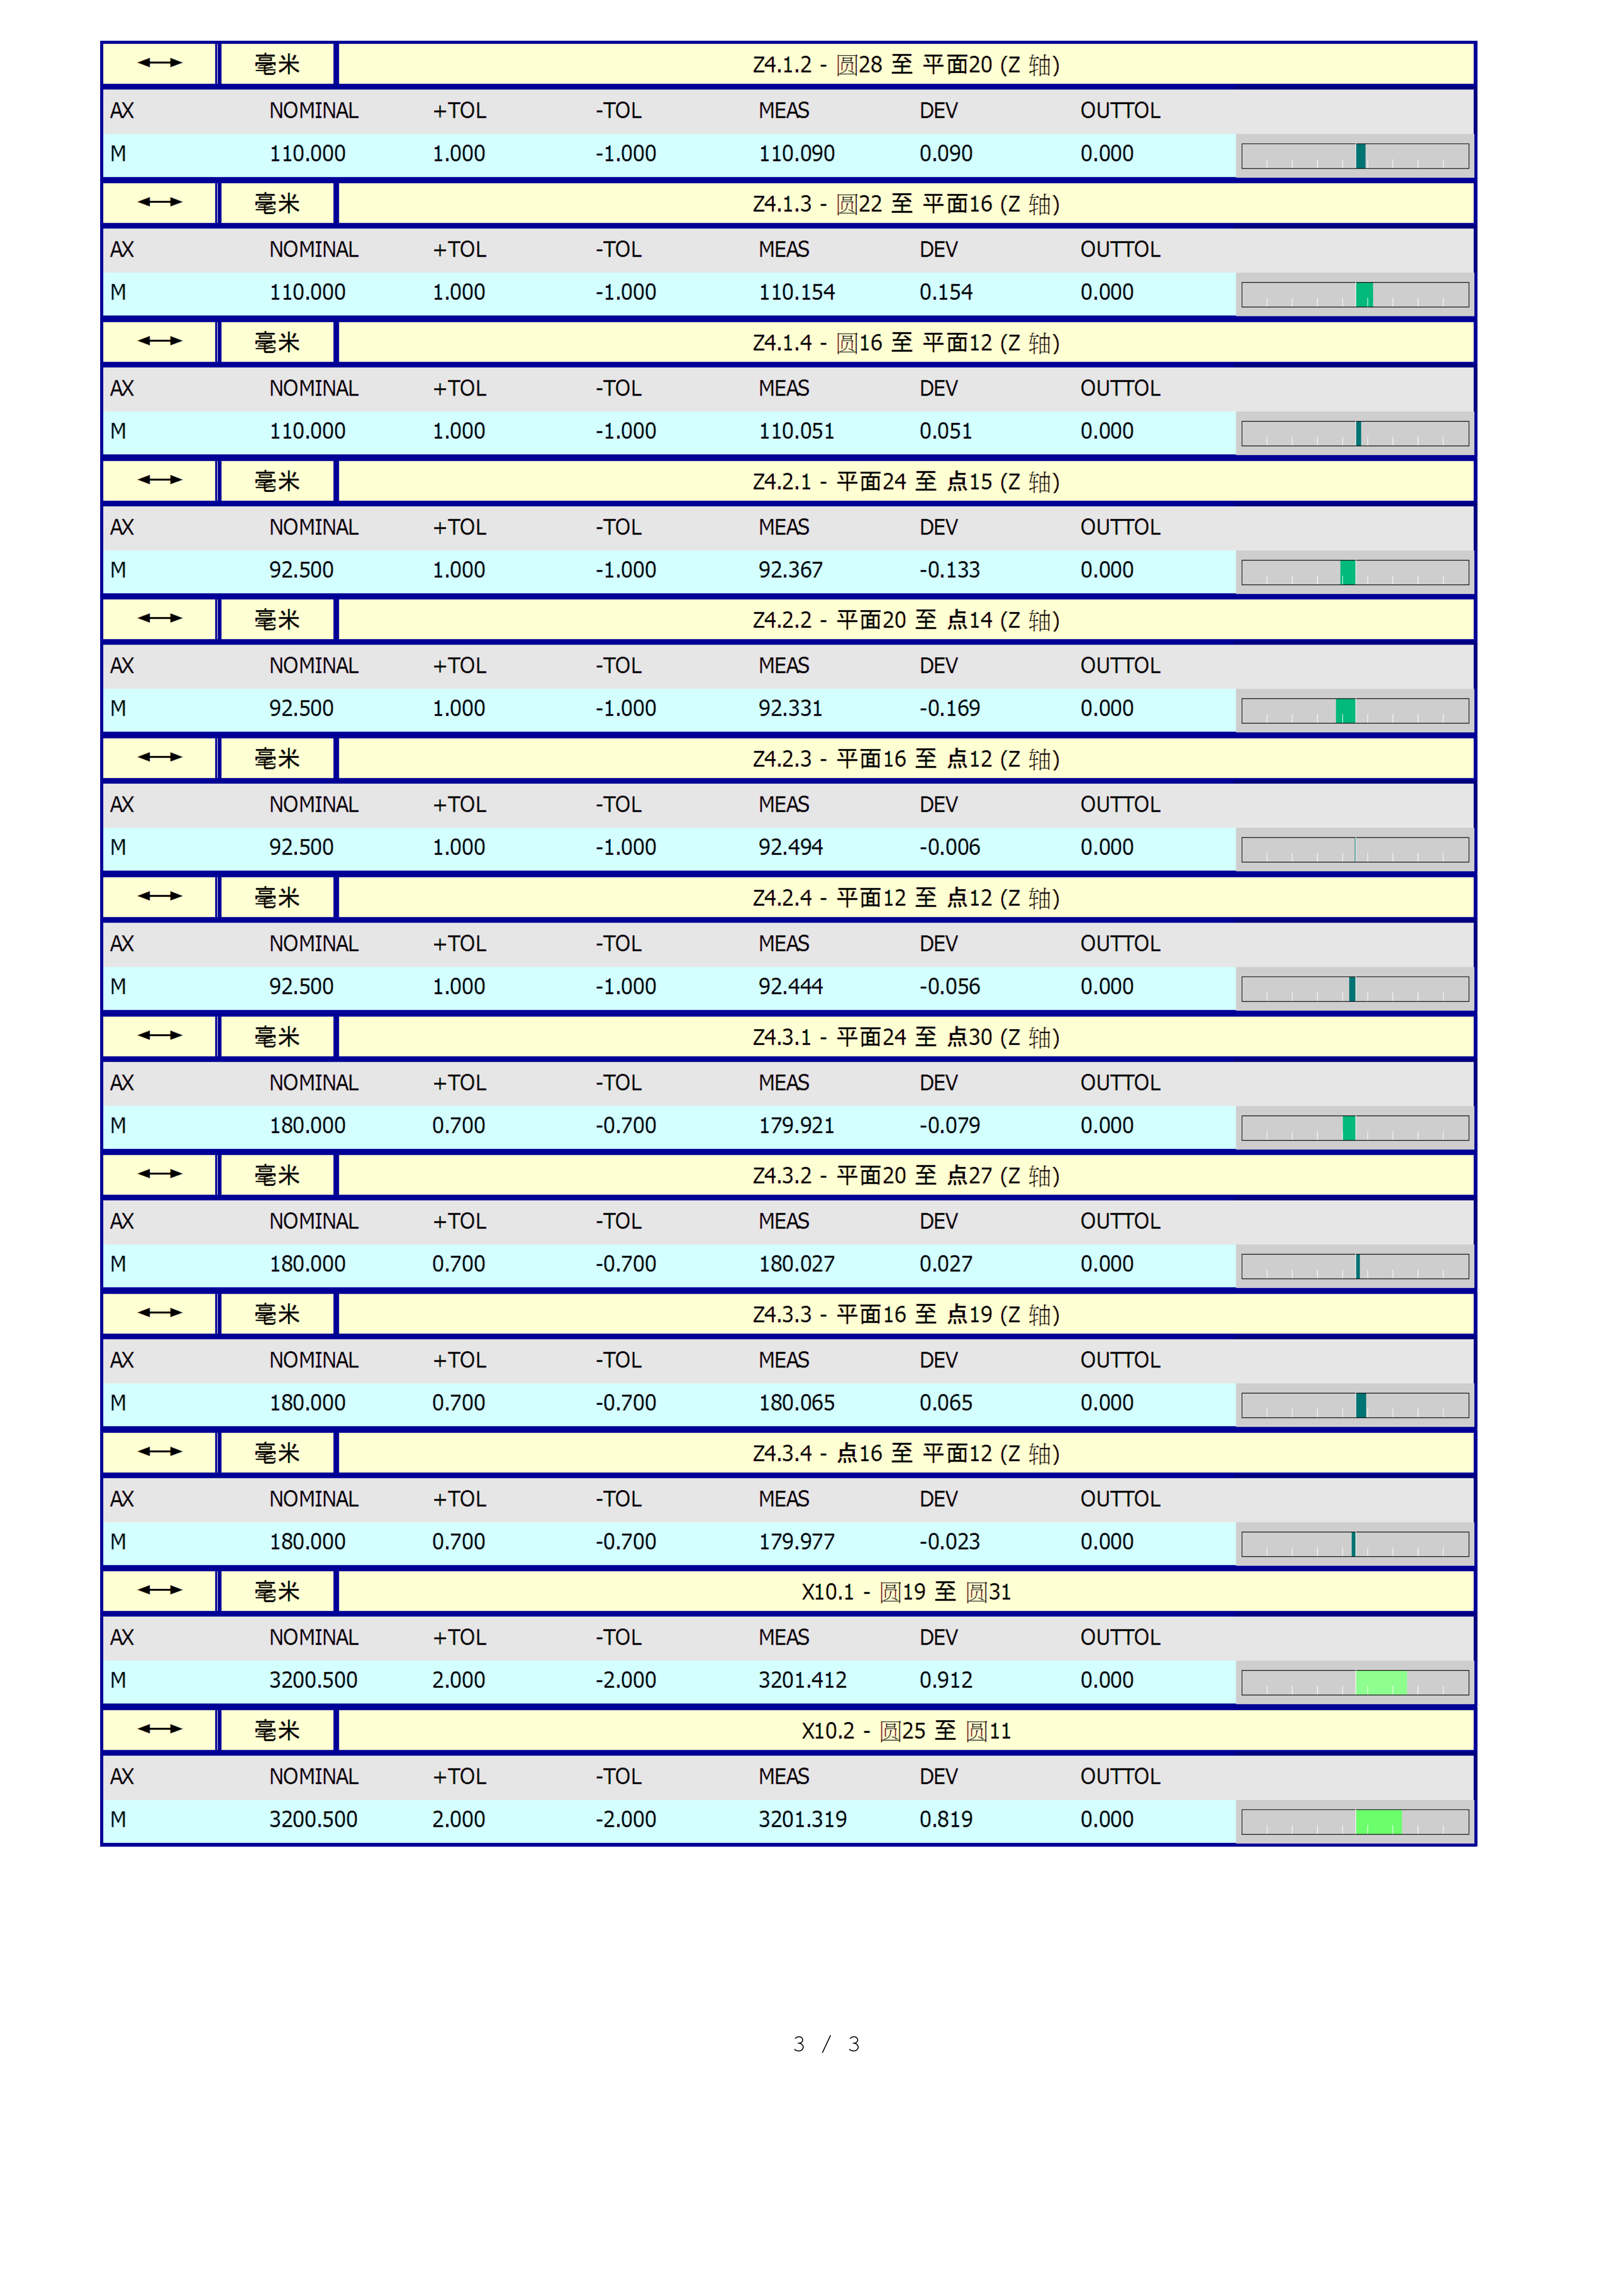 毫米 Z4.1.2 - 圆28 至 平面20 (Z 轴)
AX NOMINAL +TOL -TOL MEAS DEV OUTTOL
M 110.000 1.000 -1.000 110.090 0.090 0.000
毫米 Z4.1.3 - 圆22 至 平面16 (Z 轴)
AX NOMINAL +TOL -TOL MEAS DEV OUTTOL
M 110.000 1.000 -1.000 110.154 0.154 0.000
毫米 Z4.1.4 - 圆16 至 平面12 (Z 轴)
AX NOMINAL +TOL -TOL MEAS DEV OUTTOL
M 110.000 1.000 -1.000 110.051 0.051 0.000
毫米 Z4.2.1 - 平面24 至 点15 (Z 轴)
AX NOMINAL +TOL -TOL MEAS DEV OUTTOL
M 92.500 1.000 -1.000 92.367 -0.133 0.000
毫米 Z4.2.2 - 平面20 至 点14 (Z 轴)
AX NOMINAL +TOL -TOL MEAS DEV OUTTOL
M 92.500 1.000 -1.000 92.331 -0.169 0.000
毫米 Z4.2.3 - 平面16 至 点12 (Z 轴)
AX NOMINAL +TOL -TOL MEAS DEV OUTTOL
M 92.500 1.000 -1.000 92.494 -0.006 0.000
毫米 Z4.2.4 - 平面12 至 点12 (Z 轴)
AX NOMINAL +TOL -TOL MEAS DEV OUTTOL
M 92.500 1.000 -1.000 92.444 -0.056 0.000
毫米 Z4.3.1 - 平面24 至 点30 (Z 轴)
AX NOMINAL +TOL -TOL MEAS DEV OUTTOL
M 180.000 0.700 -0.700 179.921 -0.079 0.000
毫米 Z4.3.2 - 平面20 至 点27 (Z 轴)
AX NOMINAL +TOL -TOL MEAS DEV OUTTOL
M 180.000 0.700 -0.700 180.027 0.027 0.000
毫米 Z4.3.3 - 平面16 至 点19 (Z 轴)
AX NOMINAL +TOL -TOL MEAS DEV OUTTOL
M 180.000 0.700 -0.700 180.065 0.065 0.000
毫米 Z4.3.4 - 点16 至 平面12 (Z 轴)
AX NOMINAL +TOL -TOL MEAS DEV OUTTOL
M 180.000 0.700 -0.700 179.977 -0.023 0.000
毫米 X10.1 - 圆19 至 圆31
AX NOMINAL +TOL -TOL MEAS DEV OUTTOL
M 3200.500 2.000 -2.000 3201.412 0.912 0.000
毫米 X10.2 - 圆25 至 圆11
AX NOMINAL +TOL -TOL MEAS DEV OUTTOL
M 3200.500 2.000 -2.000 3201.319 0.819 0.000
3 / 3